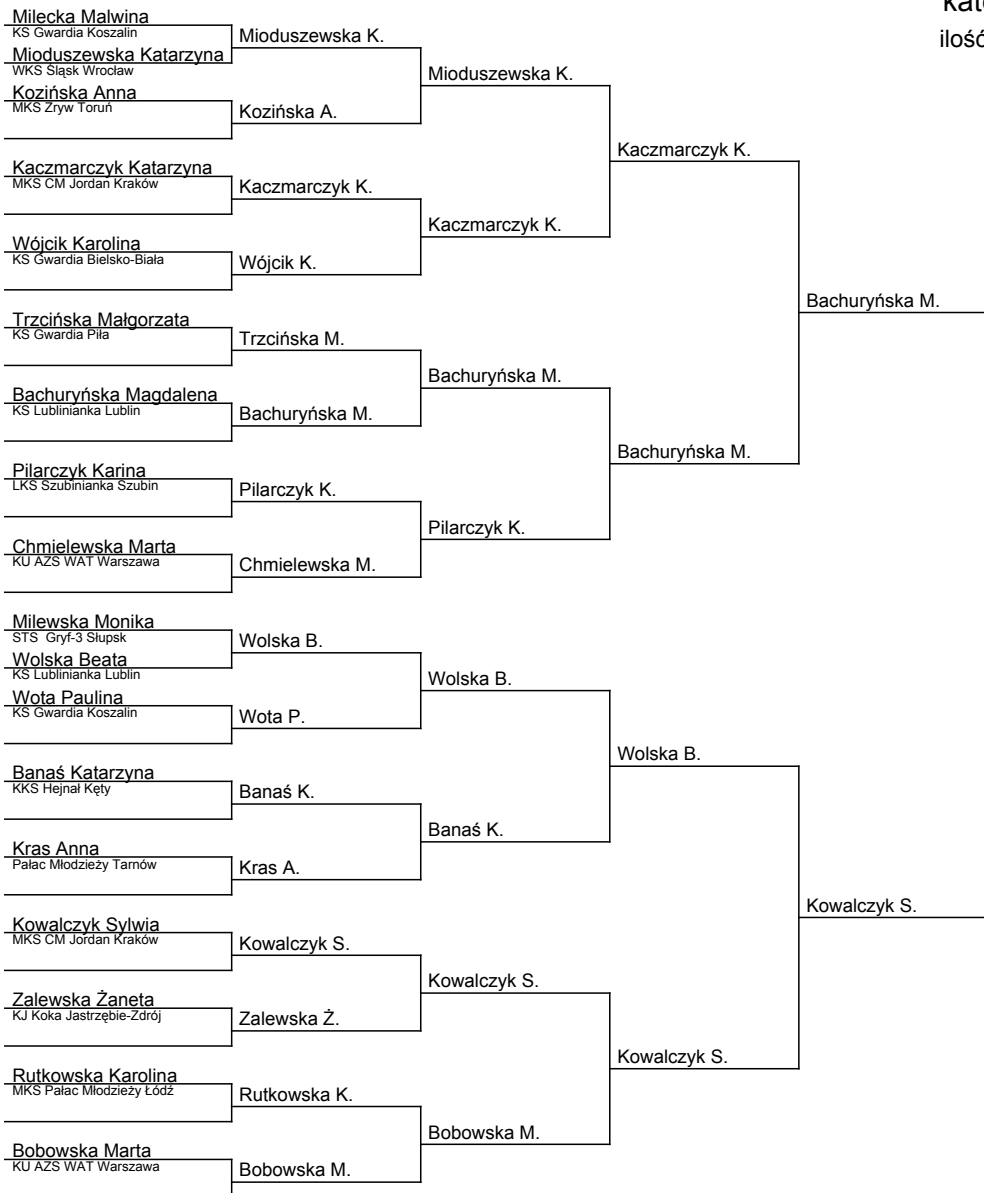 kat
ilość
Milecka Malwina
KS Gwardia Koszalin
Mioduszewska Katarzyna
WKS Śląsk Wrocław
Kozińska Anna
MKS Zryw Toruń
Kaczmarczyk Katarzyna
MKS CM Jordan Kraków
Wójcik Karolina
KS Gwardia Bielsko-Biała
Trzcińska Małgorzata
KS Gwardia Piła
Bachuryńska Magdalena
KS Lublinianka Lublin
Pilarczyk Karina
LKS Szubinianka Szubin
Chmielewska Marta
KU AZS WAT Warszawa
Milewska Monika
STS Gryf-3 Słupsk
Wolska Beata
KS Lublinianka Lublin
Wota Paulina
KS Gwardia Koszalin
Banaś Katarzyna
KKS Hejnał Kęty
Kras Anna
Pałac Młodzieży Tarnów
Kowalczyk Sylwia
MKS CM Jordan Kraków
Zalewska Żaneta
KJ Koka Jastrzębie-Zdrój
Rutkowska Karolina
MKS Pałac Młodzieży Łódź
Bobowska Marta
KU AZS WAT Warszawa
Mioduszewska K.
Kozińska A.
Kaczmarczyk K.
Wójcik K.
Trzcińska M.
Bachuryńska M.
Pilarczyk K.
Chmielewska M.
Wolska B.
Wota P.
Banaś K.
Kras A.
Kowalczyk S.
Zalewska Ż.
Rutkowska K.
Bobowska M.
Mioduszewska K.
Kaczmarczyk K.
Bachuryńska M.
Pilarczyk K.
Wolska B.
Banaś K.
Kowalczyk S.
Bobowska M.
Kaczmarczyk K.
Bachuryńska M.
Wolska B.
Kowalczyk S.
Bachuryńska M.
Kowalczyk S.